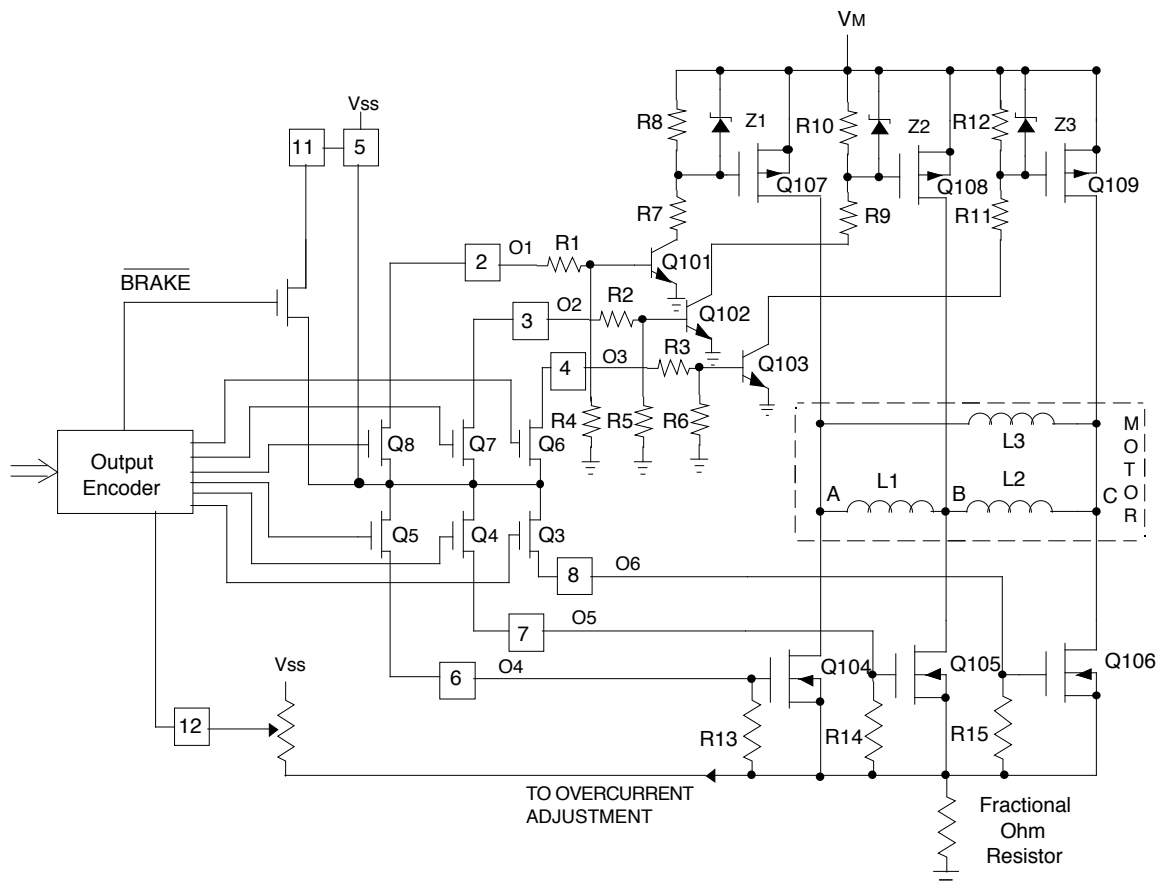 VM
Vss
R8
Z1
R10
Z2
R12
Z3
11
5
Q107
Q108
Q109
R7
R9
R11
2
O1
R1
Q101
BRAKE
3
O2
R2
Q102
4
O3
R3
Q103
R4
R5
R6
Q8
Q7
Q6
Output
Encoder
L3
MOTOR
A
L1
B
L2
C
Q5
Q4
Q3
8
O6
7
O5
6
O4
Q104
Q105
Q106
Vss
12
R13
R14
R15
TO OVERCURRENT
ADJUSTMENT
Fractional
Ohm
Resistor